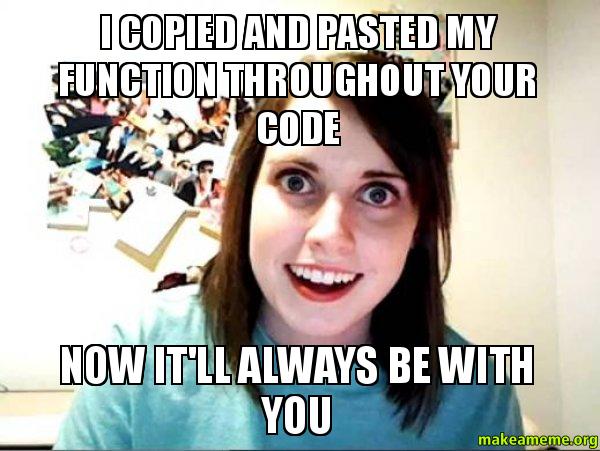 I COPIED AND PASTED MY
FUNCTION THROUGHOUT YOUR
CODE
NOW IT'LL ALWAYS BE WITH
YOU
makeameme.org